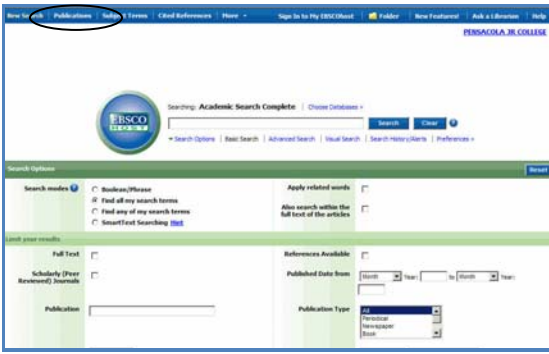 New Search | Publications | Subject Terms | Cited References | More Sign In to My EBSCOhost | Folder | New Features! | Ask a Librarian | Help
PENSACOLA JR COLLEGE
Searching: Academic Search Complete | Choose Databases »
EBSCO
HOST
Search Clear
Search Options | Basic Search | Advanced Search | Visual Search | Search History/Alerts | Preferences »
Search Options Reset
Search modes Boolean/Phrase Apply related words
Find all my search terms
Find any of my search terms Also search within the full text of the articles
SmartText Searching Hint
Limit your results
Full Text References Available
Scholarly (Peer Reviewed) Journals Published Date from Month Year: to Month Year:
Publication Publication Type All
Periodical
Newspaper
Book